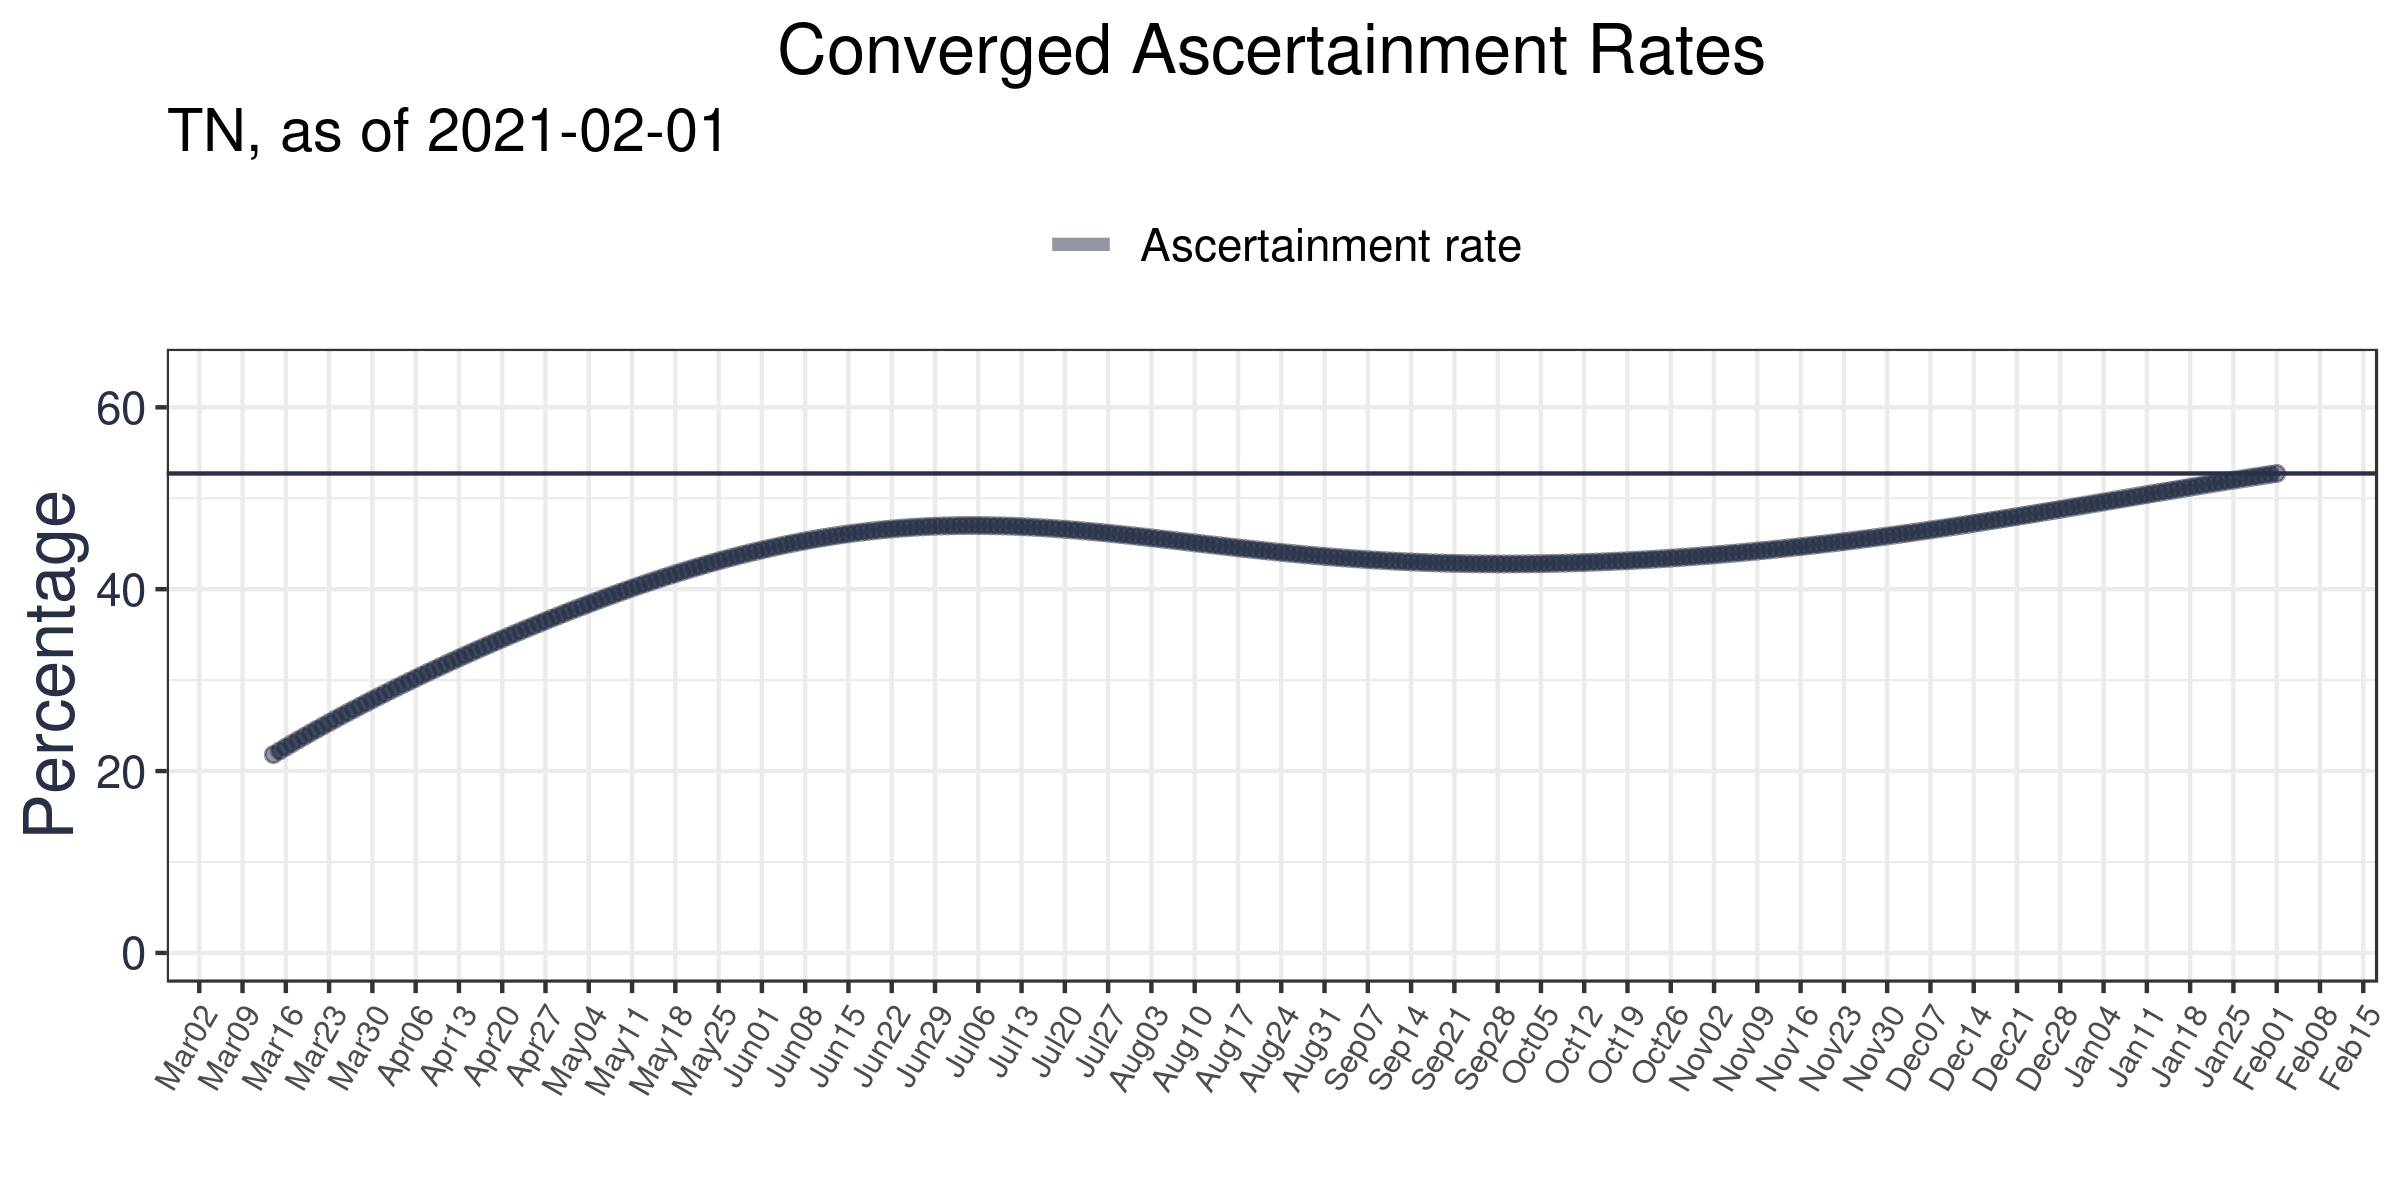 Converged Ascertainment Rates
TN, as of 2021-02-01
Ascertainment rate
Percentage
60
40
20
0
Mar02 Mar09 Mar16 Mar23 Mar30 Apr06 Apr13 Apr20 Apr27 May04 May11 May18 May25 Jun01 Jun08 Jun15 Jun22 Jun29 Jul06 Jul13 Jul20 Jul27 Aug03 Aug10 Aug17 Aug24 Aug31 Sep07 Sep14 Sep21 Sep28 Oct05 Oct12 Oct19 Oct26 Nov02 Nov09 Nov16 Nov23 Nov30 Dec07 Dec14 Dec21 Dec28 Jan04 Jan11 Jan18 Jan25 Feb01 Feb08 Feb15